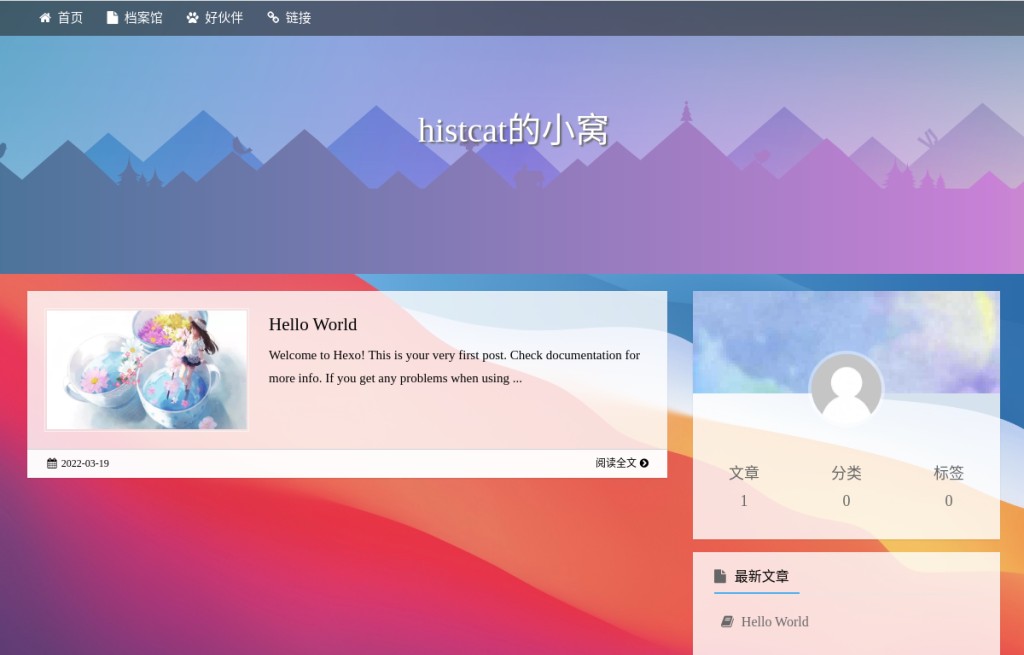 首页 档案馆 好伙伴 链接
histcat的小窝
Hello World
Welcome to Hexo! This is your very first post. Check documentation for
more info. If you get any problems when using ...
2022-03-19 阅读全文
文章 分类 标签
1 0 0
最新文章
Hello World